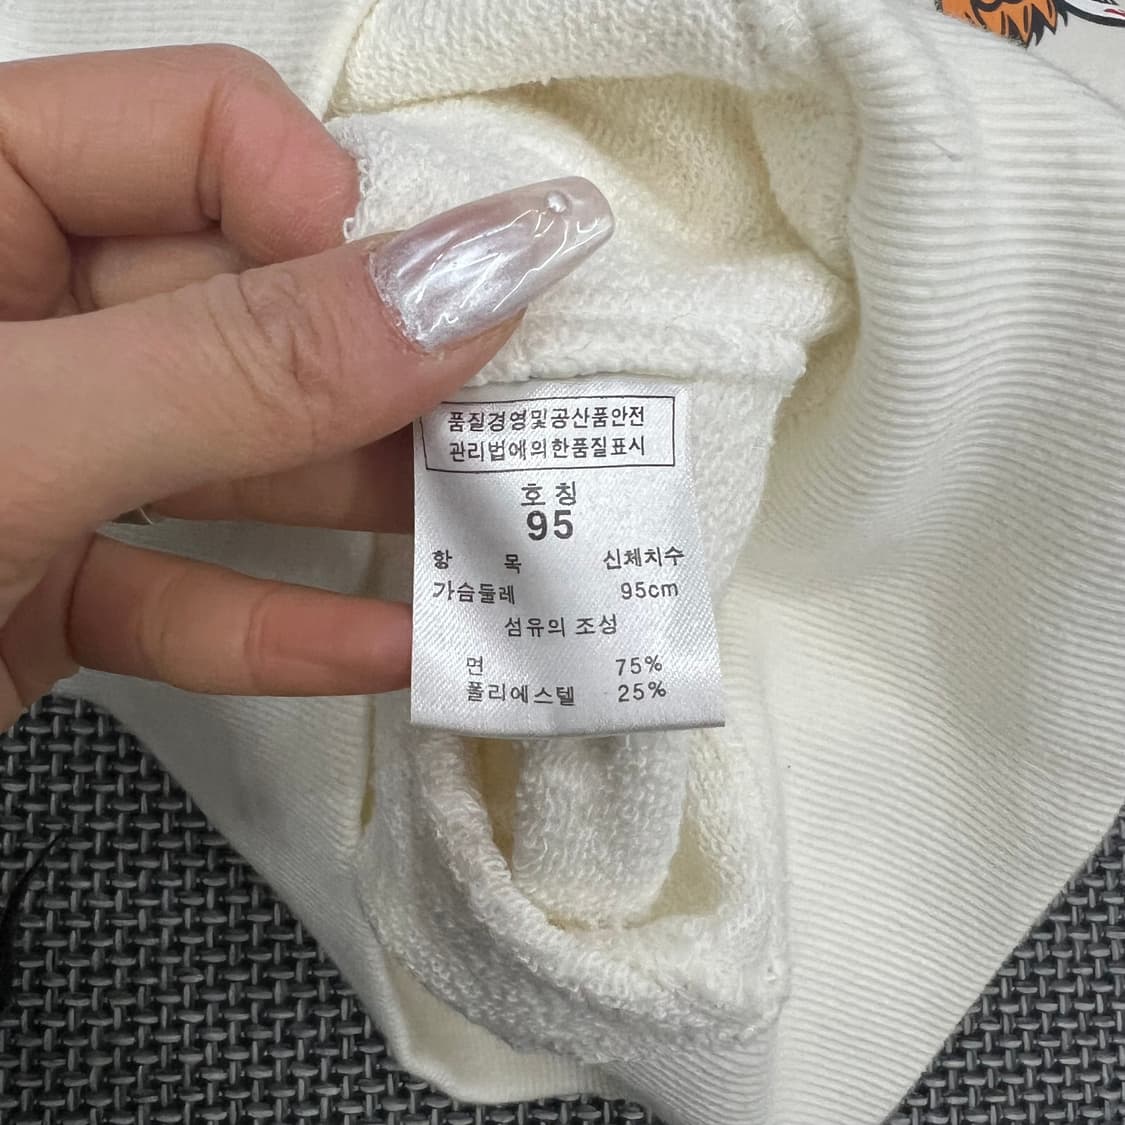 품질경영및공산품안전
관리법에의한품질표시
호칭
95
항 목 신체치수
가슴둘레 95cm
섬유의 조성
면 75%
폴리에스텔 25%